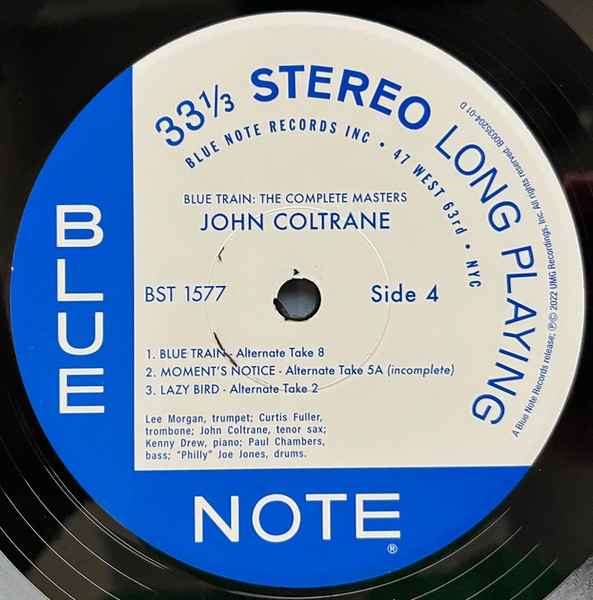 33⅓ STEREO LONG PLAYING
BLUE NOTE RECORDS INC • 47 WEST 63rd • NYC
BLUE TRAIN: THE COMPLETE MASTERS
JOHN COLTRANE
BST 1577
Side 4
1. BLUE TRAIN - Alternate Take 8
2. MOMENT'S NOTICE - Alternate Take 5A (incomplete)
3. LAZY BIRD - Alternate Take 2
Lee Morgan, trumpet; Curtis Fuller,
trombone; John Coltrane, tenor sax;
Kenny Drew, piano; Paul Chambers,
bass; "Philly" Joe Jones, drums.
A Blue Note Records release; ℗© 2022 UMG Recordings, Inc. All rights reserved. B0035204-01 D
BLUE
NOTE®